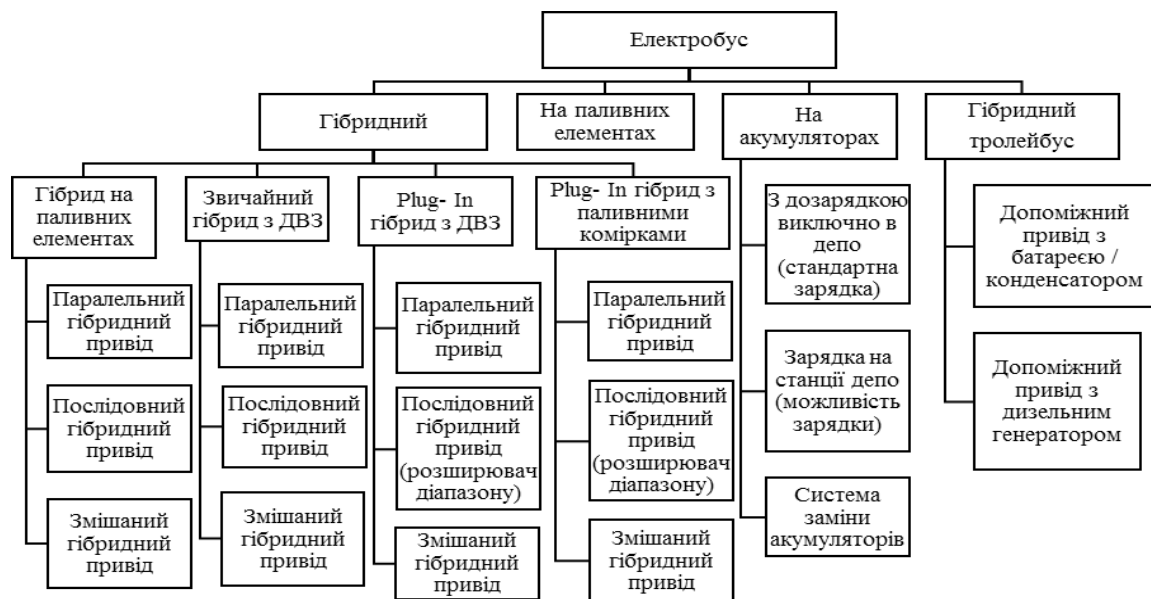 Електробус
Гібридний
На паливних
елементах
На
акумуляторах
Гібридний
тролейбус
Гібрид на
паливних
елементах
Звичайний
гібрид з ДВЗ
Plug- In
гібрид з ДВЗ
Plug- In гібрид з
паливними
комірками
Паралельний
гібридний
привід
Послідовний
гібридний
привід
Змішаний
гібридний
привід
Паралельний
гібридний
привід
Послідовний
гібридний
привід
Змішаний
гібридний
привід
Паралельний
гібридний
привід
Послідовний
гібридний
привід
(розширювач
діапазону)
Змішаний
гібридний
привід
Паралельний
гібридний
привід
Послідовний
гібридний
привід
(розширювач
діапазону)
Змішаний
гібридний
привід
З дозарядкою
виключно в
депо
(стандартна
зарядка)
Зарядка на
станції депо
(можливість
зарядки)
Система
заміни
акумуляторів
Допоміжний
привід з
батареєю /
конденсатором
Допоміжний
привід з
дизельним
генератором